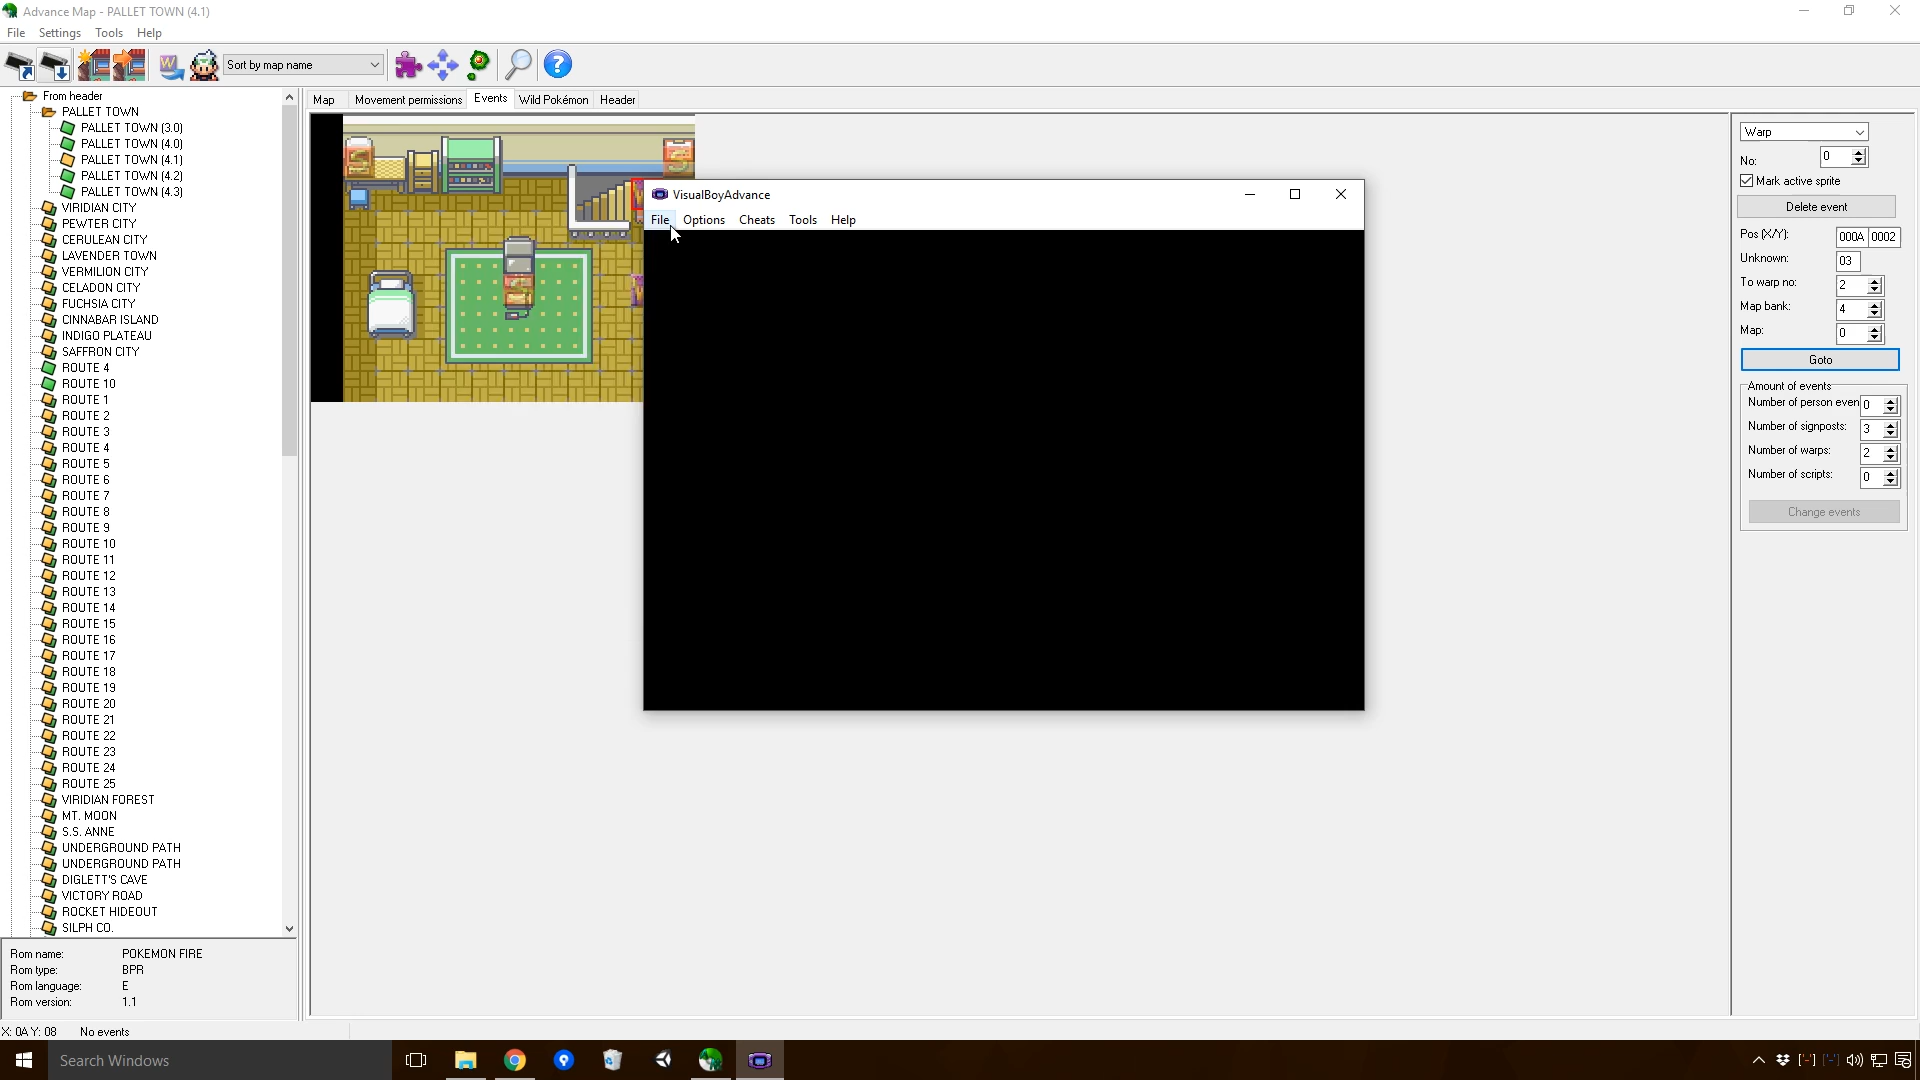 Advance Map - PALLET TOWN (4.1)
File Settings Tools Help
Sort by map name
From header
PALLET TOWN
PALLET TOWN (3.0)
PALLET TOWN (4.0)
PALLET TOWN (4.1)
PALLET TOWN (4.2)
PALLET TOWN (4.3)
VIRIDIAN CITY
PEWTER CITY
CERULEAN CITY
LAVENDER TOWN
VERMILION CITY
CELADON CITY
FUCHSIA CITY
CINNABAR ISLAND
INDIGO PLATEAU
SAFFRON CITY
ROUTE 4
ROUTE 10
ROUTE 1
ROUTE 2
ROUTE 3
ROUTE 4
ROUTE 5
ROUTE 6
ROUTE 7
ROUTE 8
ROUTE 9
ROUTE 10
ROUTE 11
ROUTE 12
ROUTE 13
ROUTE 14
ROUTE 15
ROUTE 16
ROUTE 17
ROUTE 18
ROUTE 19
ROUTE 20
ROUTE 21
ROUTE 22
ROUTE 23
ROUTE 24
ROUTE 25
VIRIDIAN FOREST
MT. MOON
S.S. ANNE
UNDERGROUND PATH
UNDERGROUND PATH
DIGLETT'S CAVE
VICTORY ROAD
ROCKET HIDEOUT
SILPH CO.
Rom name: POKEMON FIRE
Rom type: BPR
Rom language: E
Rom version: 1.1
X: 0A Y: 08 No events
Map Movement permissions Events Wild Pokémon Header
VisualBoyAdvance
File Options Cheats Tools Help
Warp
No: 0
Mark active sprite
Delete event
Pos (X/Y): 000A 0002
Unknown: 03
To warp no: 2
Map bank: 4
Map: 0
Goto
Amount of events
Number of person even 0
Number of signposts: 3
Number of warps: 2
Number of scripts: 0
Change events
Search Windows